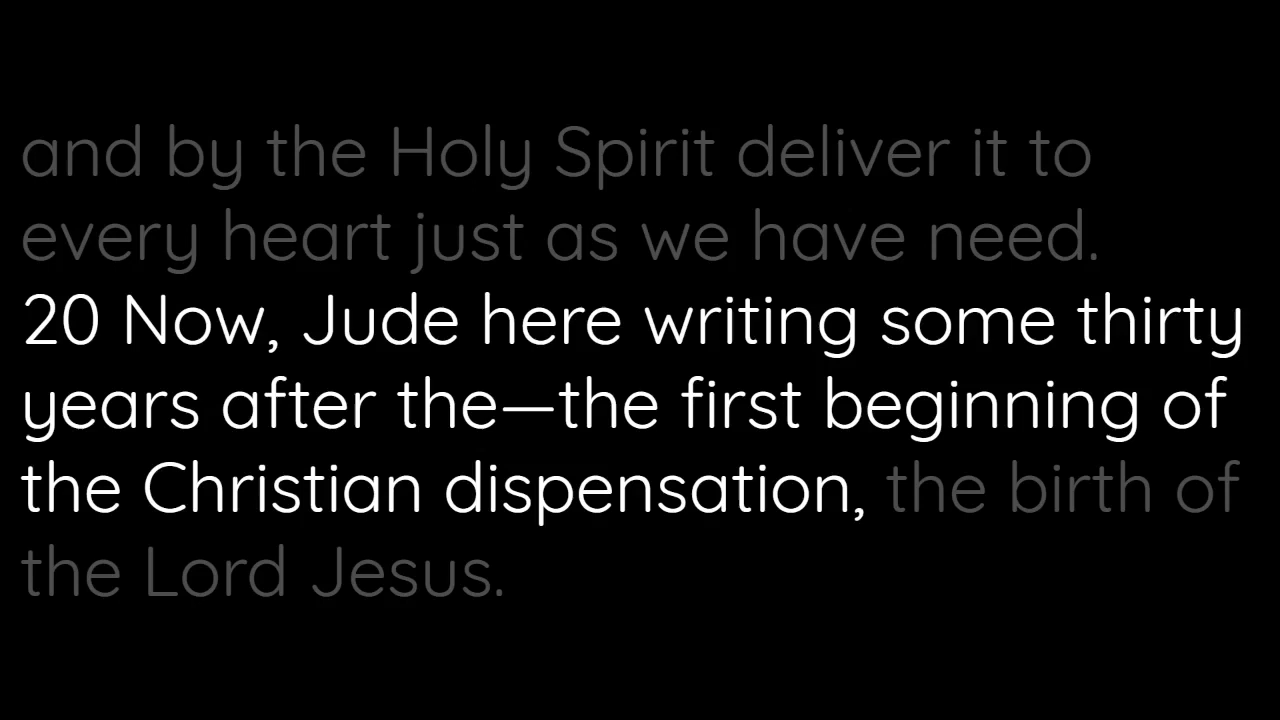 and by the Holy Spirit deliver it to
every heart just as we have need.
20 Now, Jude here writing some thirty
years after the—the first beginning of
the Christian dispensation, the birth of
the Lord Jesus.